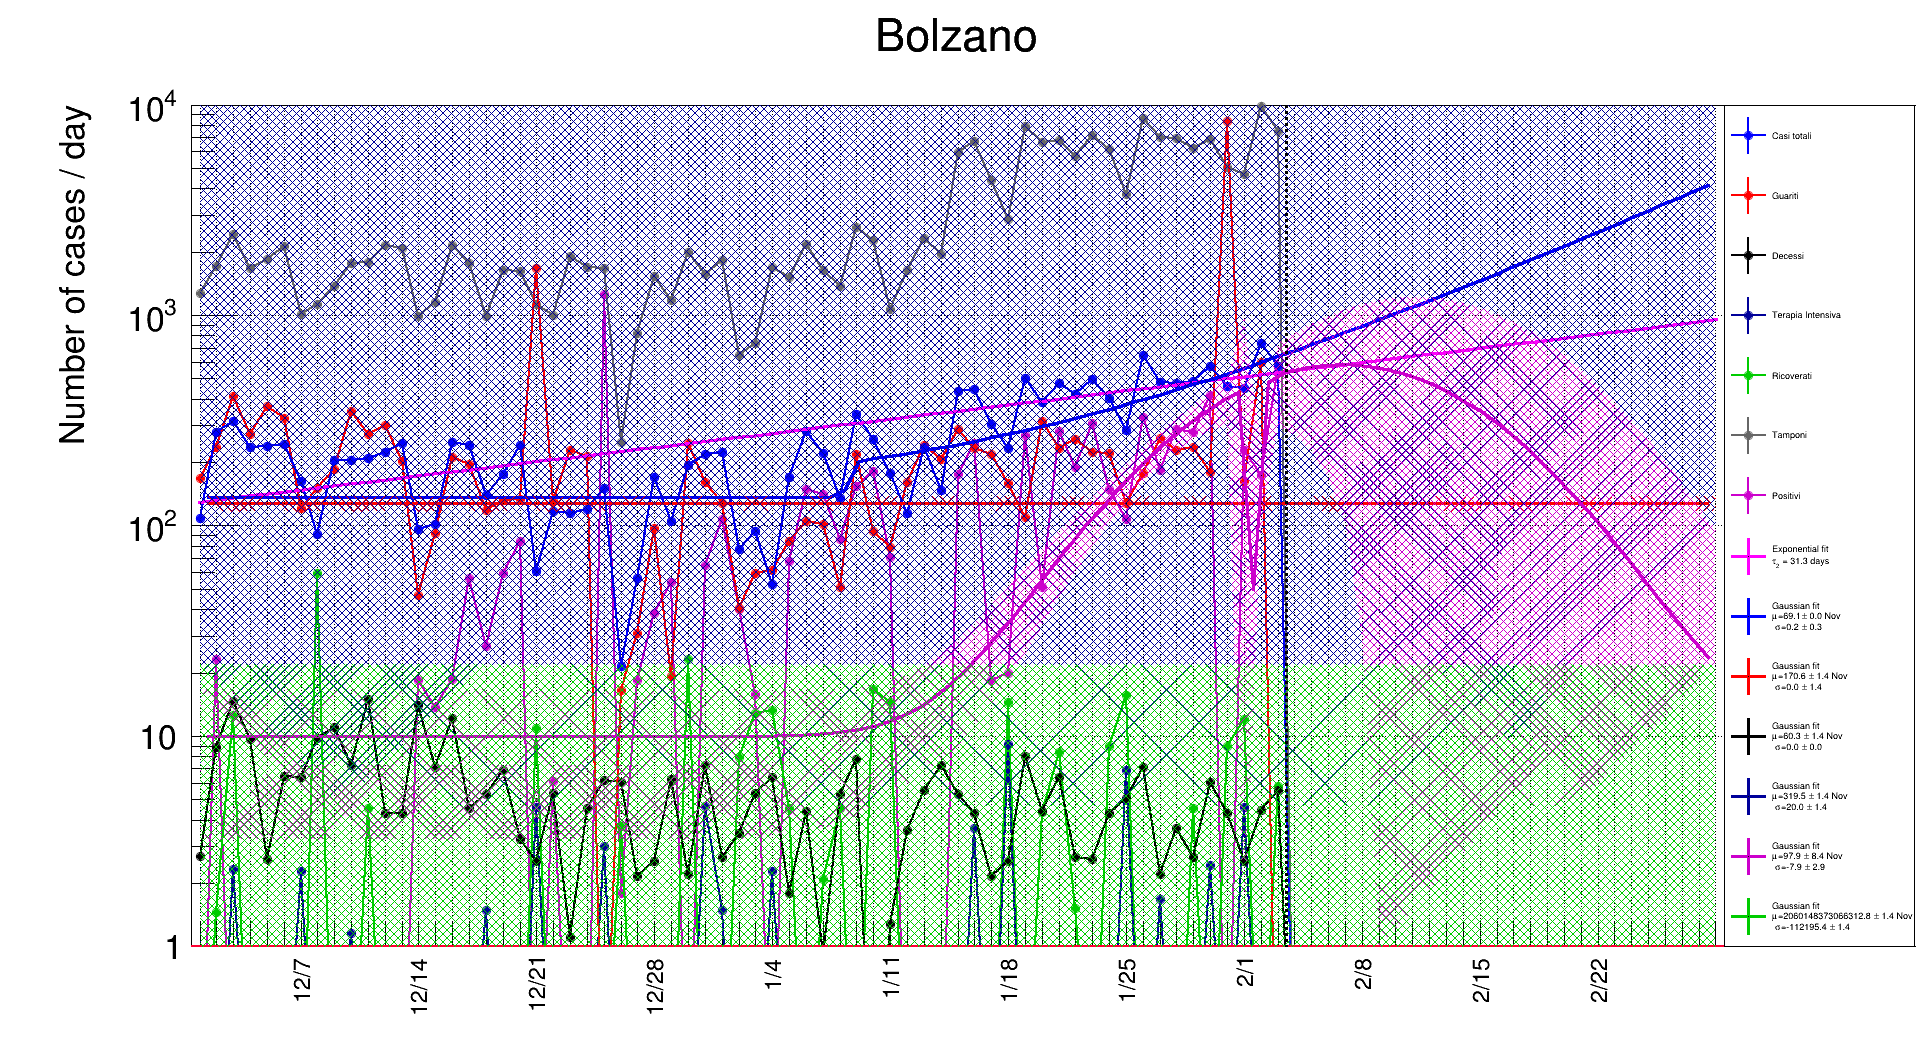 Bolzano
Number of cases / day
10^4
10^3
10^2
10
1
12/7
12/14
12/21
12/28
1/4
1/11
1/18
1/25
2/1
2/8
2/15
2/22
Casi totali
Guariti
Decessi
Terapia Intensiva
Ricoverati
Tamponi
Positivi
Exponential fit
τ_2 = 31.3 days
Gaussian fit
μ=69.1 ± 0.0 Nov
σ=0.2 ± 0.3
Gaussian fit
μ=170.6 ± 1.4 Nov
σ=0.0 ± 1.4
Gaussian fit
μ=60.3 ± 1.4 Nov
σ=0.0 ± 0.0
Gaussian fit
μ=319.5 ± 1.4 Nov
σ=20.0 ± 1.4
Gaussian fit
μ=97.9 ± 8.4 Nov
σ=-7.9 ± 2.9
Gaussian fit
μ=2060148373066312.8 ± 1.4 Nov
σ=-112195.4 ± 1.4